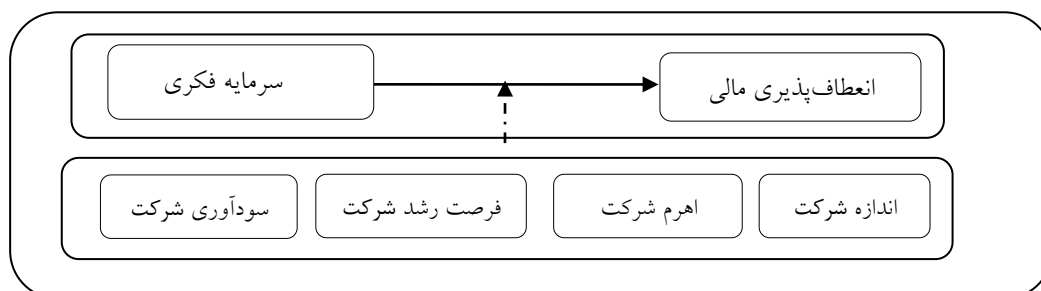 انعطاف‌پذیری مالی
سرمایه فکری
اندازه شرکت
اهرم شرکت
فرصت رشد شرکت
سودآوری شرکت